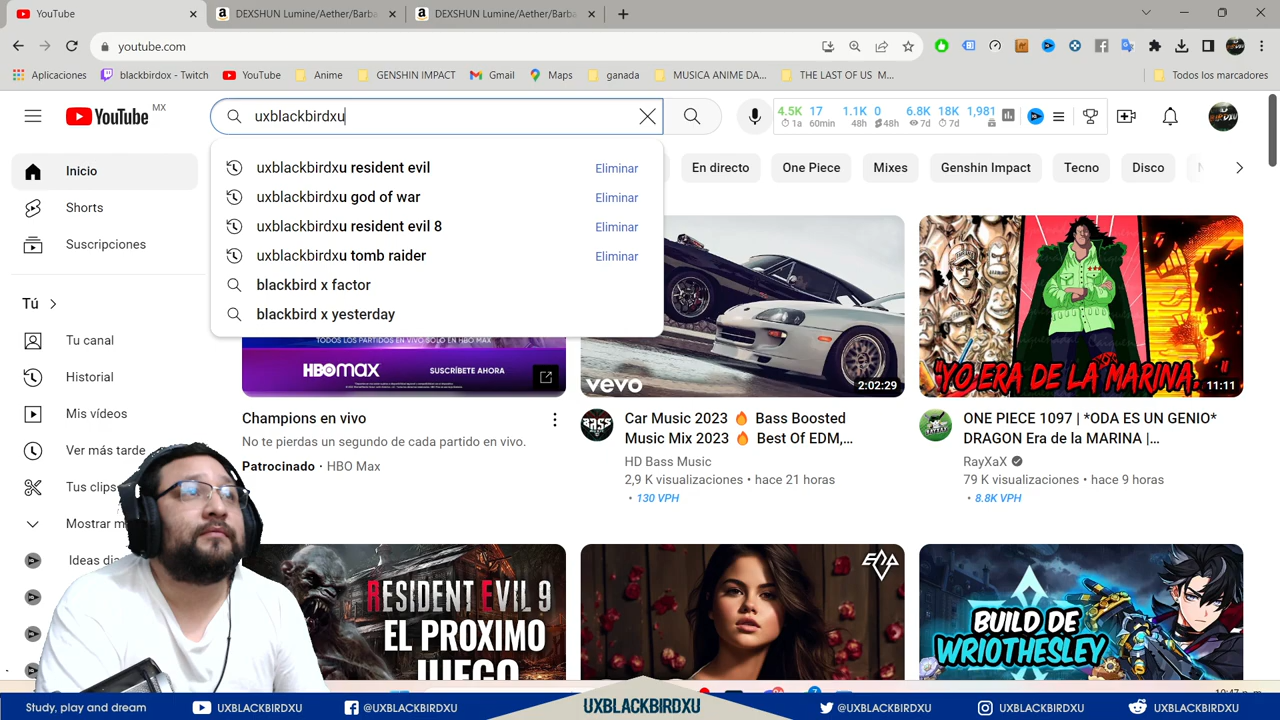 YouTube
DEXSHUN Lumine/Aether/Barba
DEXSHUN Lumine/Aether/Barba
youtube.com
Aplicaciones
blackbirdox - Twitch
YouTube
Anime
GENSHIN IMPACT
Gmail
Maps
ganada
MUSICA ANIME DA...
THE LAST OF US M...
Todos los marcadores
YouTube MX
uxblackbirdxu
4.5K 17 1.1K 0 6.8K 18K 1,981
1a 60min 48h 48h 7d 7d
Inicio
Shorts
Suscripciones
Tú
Tu canal
Historial
Mis vídeos
Ver más tarde
Tus clips
Mostrar m
Ideas dia
uxblackbirdxu resident evil Eliminar
uxblackbirdxu god of war Eliminar
uxblackbirdxu resident evil 8 Eliminar
uxblackbirdxu tomb raider Eliminar
blackbird x factor
blackbird x yesterday
En directo
One Piece
Mixes
Genshin Impact
Tecno
Disco
TODOS LOS PARTIDOS EN VIVO EN HBO MAX
HBOMAX SUSCRÍBETE AHORA
Champions en vivo
No te pierdas un segundo de cada partido en vivo.
Patrocinado · HBO Max
vevo
2:02:29
BASS
Car Music 2023 🔥 Bass Boosted
Music Mix 2023 🔥 Best Of EDM,...
HD Bass Music
2,9 K visualizaciones • hace 21 horas
• 130 VPH
"YO ERA DE LA MARINA."
11:11
ONE PIECE 1097 | *ODA ES UN GENIO*
DRAGON Era de la MARINA |...
RayXaX
79 K visualizaciones • hace 9 horas
• 8.8K VPH
RESIDENT EVIL 9
EL PROXIMO
JUEGO
BUILD DE
WRIOTHESLEY
Study, play and dream
UXBLACKBIRDXU
@UXBLACKBIRDXU
UXBLACKBIRDXU
@UXBLACKBIRDXU
UXBLACKBIRDXU
UXBLACKBIRDXU